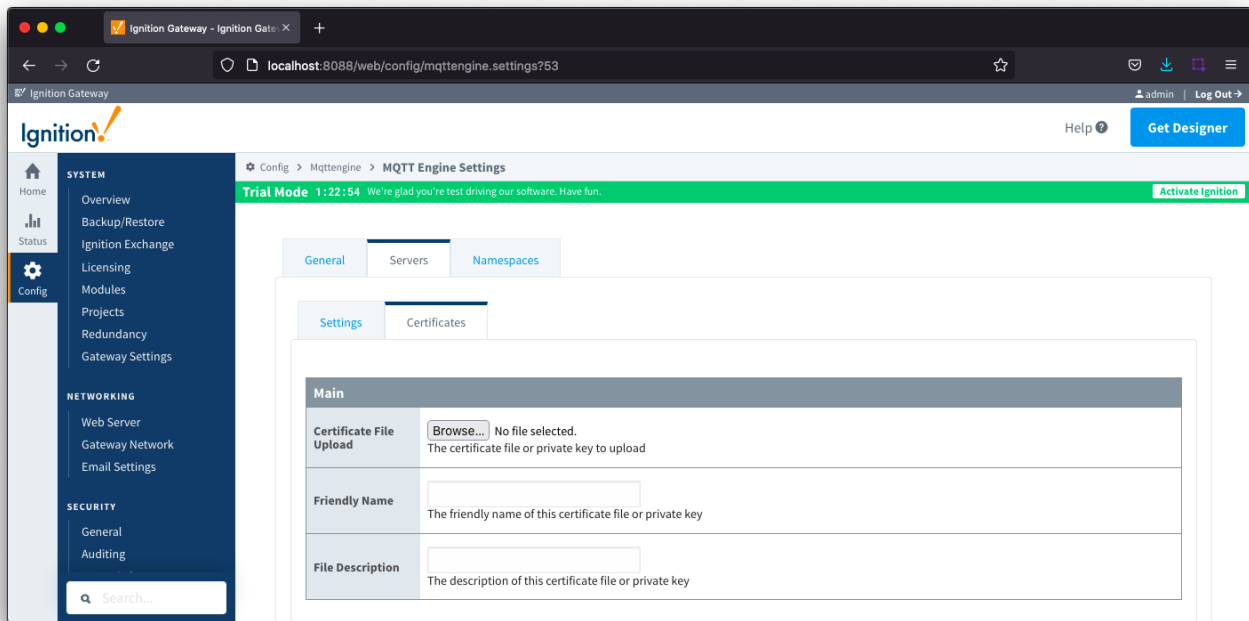 Ignition Gateway - Ignition Gate
localhost:8088/web/config/mqttengine.settings?53
Ignition Gateway
admin | Log Out
Ignition!
Help
Get Designer
Home
Status
Config
SYSTEM
Overview
Backup/Restore
Ignition Exchange
Licensing
Modules
Projects
Redundancy
Gateway Settings
NETWORKING
Web Server
Gateway Network
Email Settings
SECURITY
General
Auditing
Search...
Config > Mqttengine > MQTT Engine Settings
Trial Mode 1:22:54 We're glad you're test driving our software. Have fun.
Activate Ignition
General
Servers
Namespaces
Settings
Certificates
Main
Certificate File
Upload
Browse... No file selected.
The certificate file or private key to upload
Friendly Name
The friendly name of this certificate file or private key
File Description
The description of this certificate file or private key